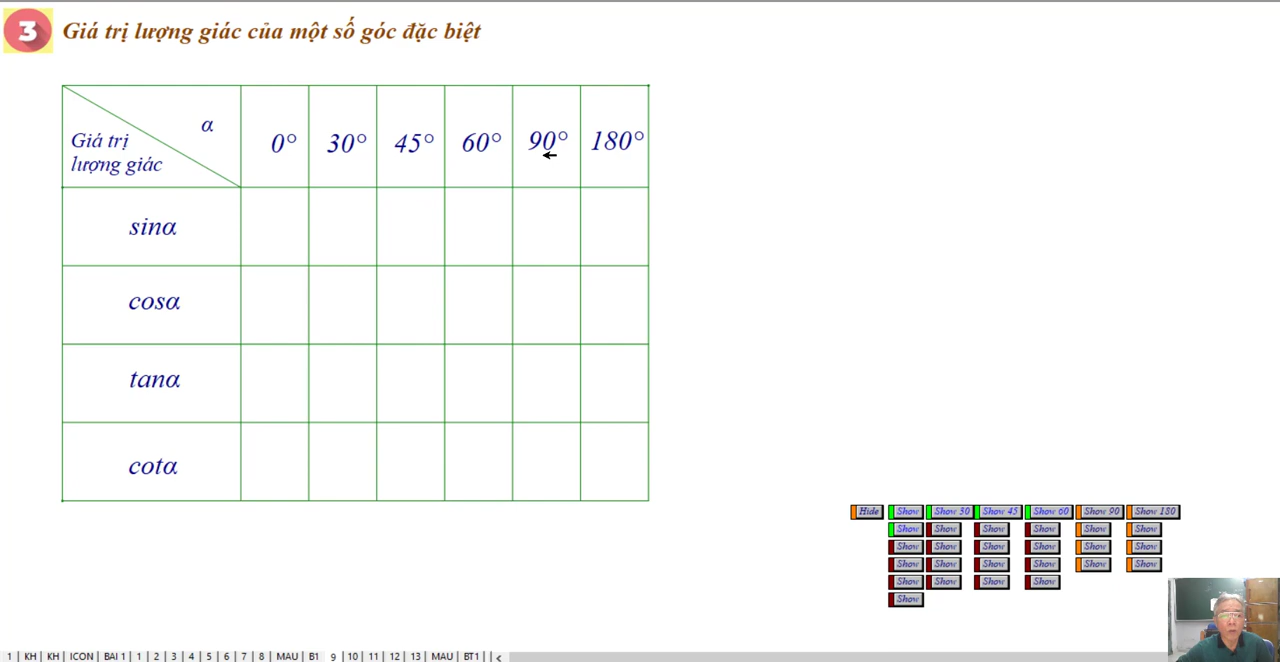 3 Giá trị lượng giác của một số góc đặc biệt
α
Giá trị
lượng giác
0° 30° 45° 60° 90° 180°
sinα
cosα
tanα
cotα
Hide Show Show 30 Show 45 Show 60 Show 90 Show 180
Show Show Show Show Show Show
Show Show Show Show Show Show
Show Show Show Show Show Show
Show Show Show Show
Show
1 | KH | KH | ICON | BAI 1 | 1 | 2 | 3 | 4 | 5 | 6 | 7 | 8 | MAU | B1 9 | 10 | 11 | 12 | 13 | MAU | BT1 | | <